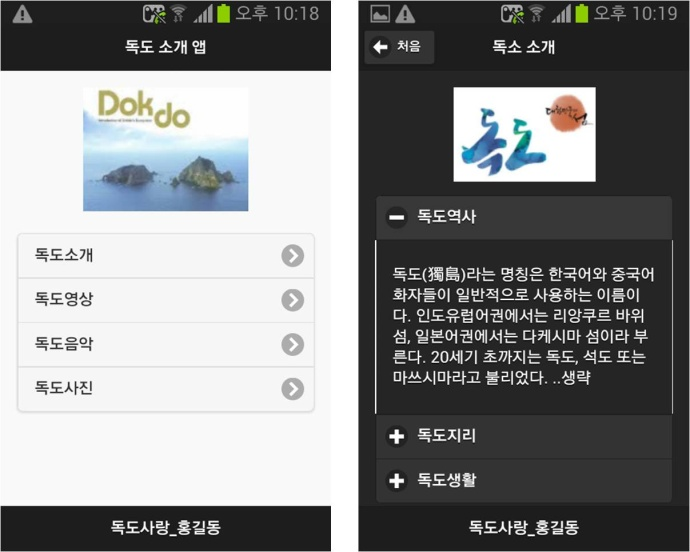 오후 10:18
독도 소개 앱
Dokdo
독도소개
독도영상
독도음악
독도사진
독도사랑_홍길동
오후 10:19
처음
독소 소개
독도
대한민국
섬
독도역사
독도(獨島)라는 명칭은 한국어와 중국어
화자들이 일반적으로 사용하는 이름이
다. 인도유럽어권에서는 리앙쿠르 바위
섬, 일본어권에서는 다케시마 섬이라 부
른다. 20세기 초까지는 독도, 석도 또는
마쓰시마라고 불리었다. ..생략
독도지리
독도생활
독도사랑_홍길동